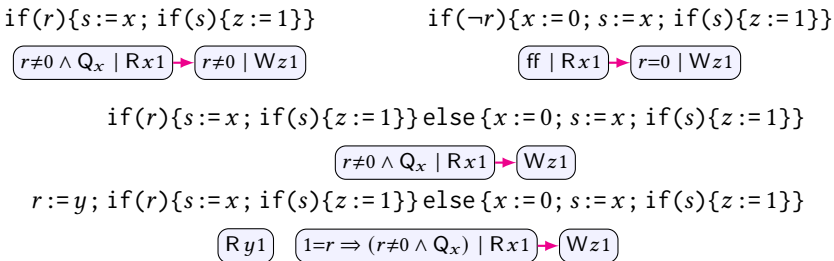 if(r){s:=x; if(s){z:=1}} if(¬r){x:=0; s:=x; if(s){z:=1}}
r≠0 ∧ Qₓ | Rx1 → r≠0 | Wz1 ff | Rx1 → r=0 | Wz1
if(r){s:=x; if(s){z:=1}} else {x:=0; s:=x; if(s){z:=1}}
r≠0 ∧ Qₓ | Rx1 → Wz1
r:=y; if(r){s:=x; if(s){z:=1}} else {x:=0; s:=x; if(s){z:=1}}
Ry1 1=r ⇒ (r≠0 ∧ Qₓ) | Rx1 → Wz1